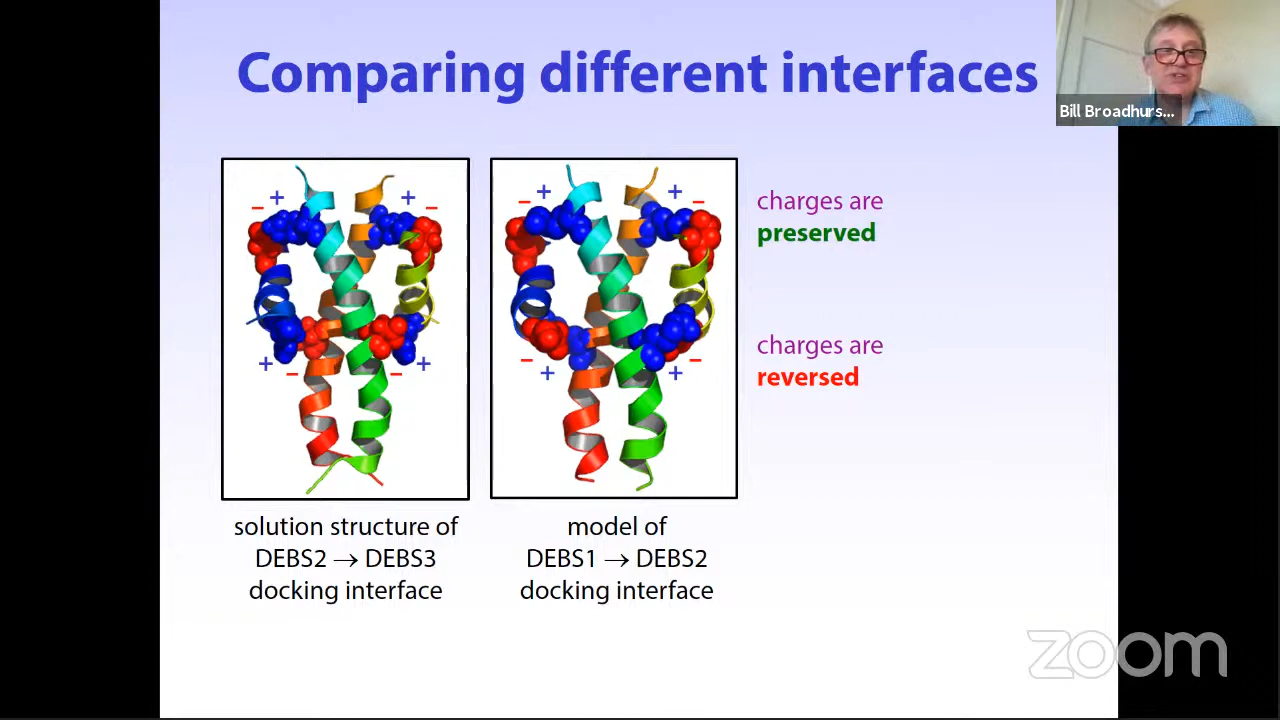 Comparing different interfaces
Bill Broadhurs...
+ +
− −
+ +
− −
+ +
− −
− −
+ +
charges are
preserved
charges are
reversed
solution structure of
DEBS2 → DEBS3
docking interface
model of
DEBS1 → DEBS2
docking interface
zoom